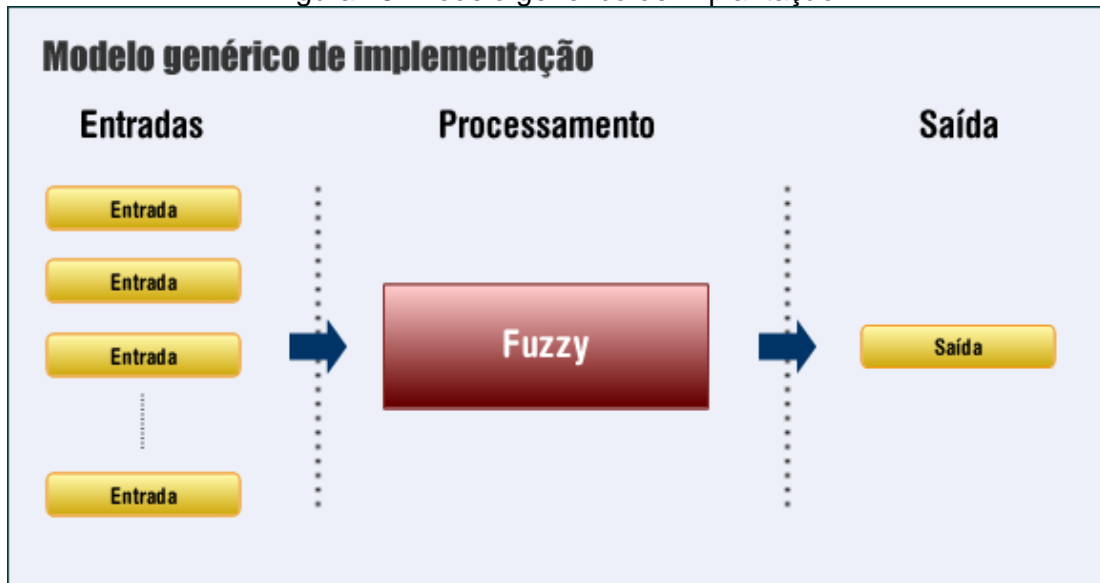 Modelo genérico de implementação
Entradas
Processamento
Saída
Entrada
Entrada
Entrada
Entrada
Fuzzy
Saída